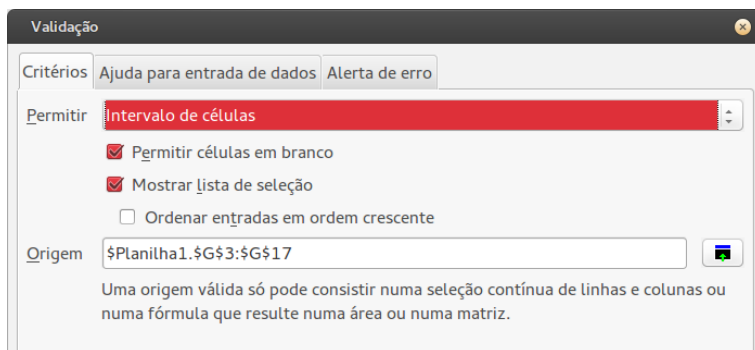 Validação
Critérios Ajuda para entrada de dados Alerta de erro
Permitir Intervalo de células
Permitir células em branco
Mostrar lista de seleção
Ordenar entradas em ordem crescente
Origem $Planilha1.$G$3:$G$17
Uma origem válida só pode consistir numa seleção contínua de linhas e colunas ou
numa fórmula que resulte numa área ou numa matriz.